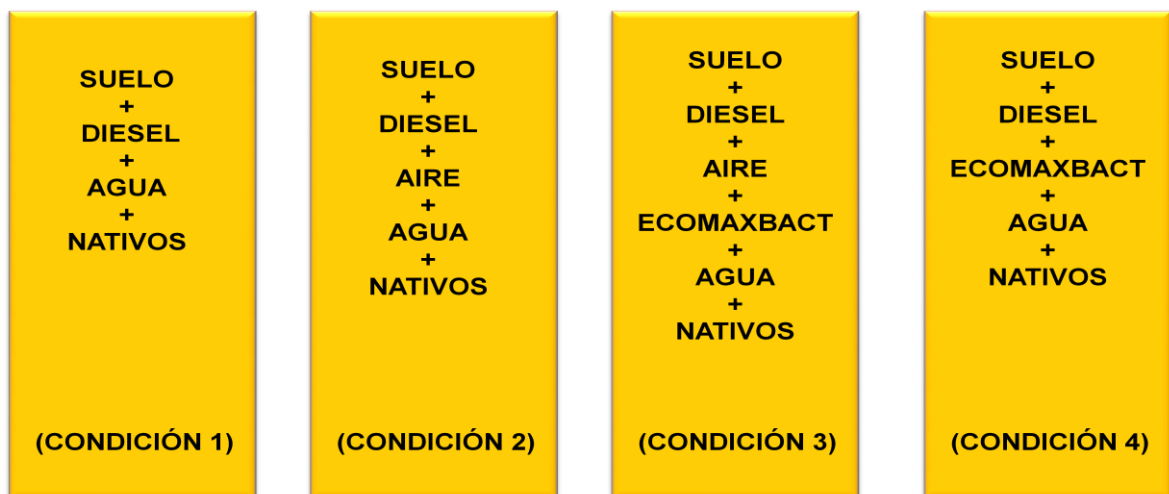 SUELO
+
DIESEL
+
AGUA
+
NATIVOS
(CONDICIÓN 1)
SUELO
+
DIESEL
+
AIRE
+
AGUA
+
NATIVOS
(CONDICIÓN 2)
SUELO
+
DIESEL
+
AIRE
+
ECOMAXBACT
+
AGUA
+
NATIVOS
(CONDICIÓN 3)
SUELO
+
DIESEL
+
ECOMAXBACT
+
AGUA
+
NATIVOS
(CONDICIÓN 4)